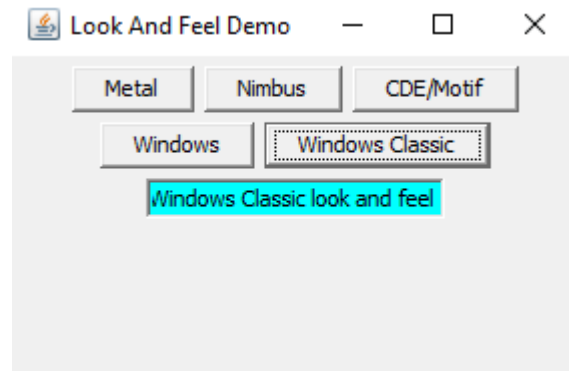 Look And Feel Demo
Metal Nimbus CDE/Motif
Windows Windows Classic
Windows Classic look and feel